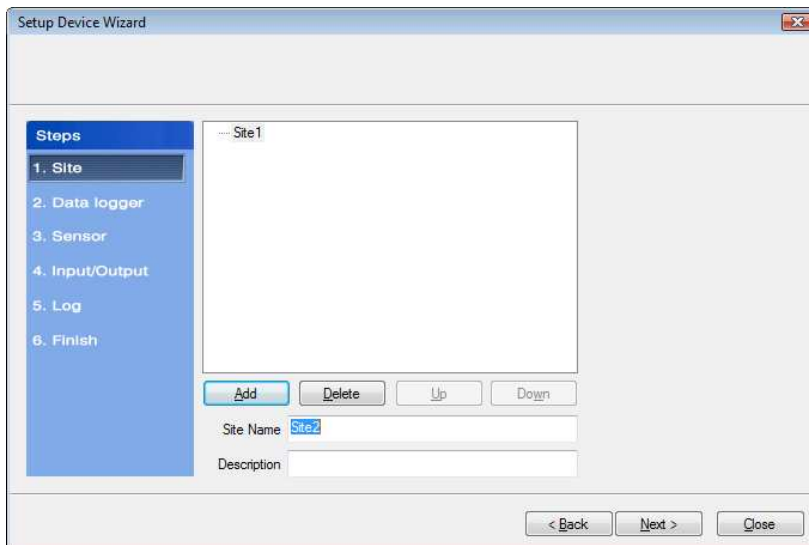 Setup Device Wizard
Steps
1. Site
2. Data logger
3. Sensor
4. Input/Output
5. Log
6. Finish
Site1
Add Delete Up Down
Site Name Site2
Description
< Back Next > Close